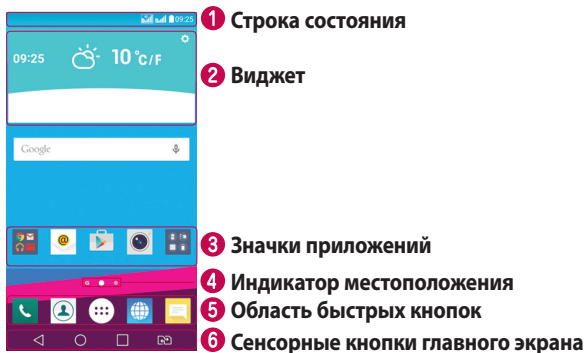 09:25
1 Строка состояния
09:25 10°C/F
2 Виджет
Google
3 Значки приложений
4 Индикатор местоположения
5 Область быстрых кнопок
6 Сенсорные кнопки главного экрана